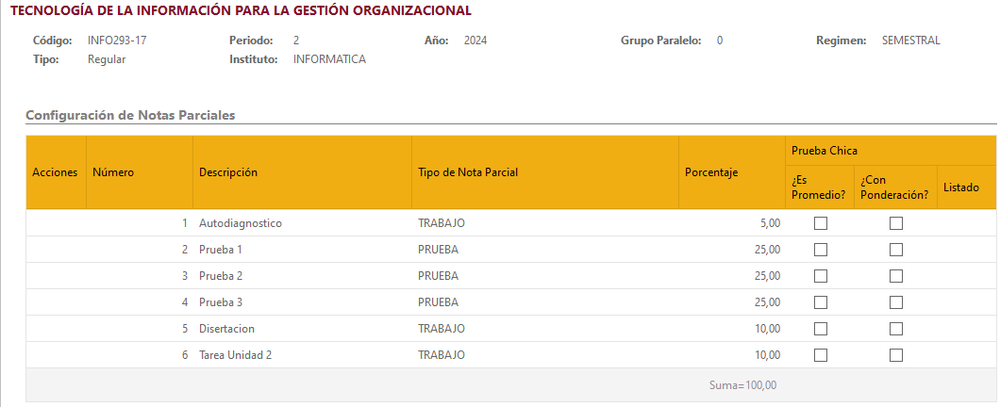 TECNOLOGÍA DE LA INFORMACIÓN PARA LA GESTIÓN ORGANIZACIONAL
Código: INFO293-17 Periodo: 2 Año: 2024 Grupo Paralelo: 0 Regimen: SEMESTRAL
Tipo: Regular Instituto: INFORMATICA
Configuración de Notas Parciales
Prueba Chica
Acciones Número Descripción Tipo de Nota Parcial Porcentaje ¿Es Promedio? ¿Con Ponderación? Listado
1 Autodiagnostico TRABAJO 5,00
2 Prueba 1 PRUEBA 25,00
3 Prueba 2 PRUEBA 25,00
4 Prueba 3 PRUEBA 25,00
5 Disertacion TRABAJO 10,00
6 Tarea Unidad 2 TRABAJO 10,00
Suma=100,00